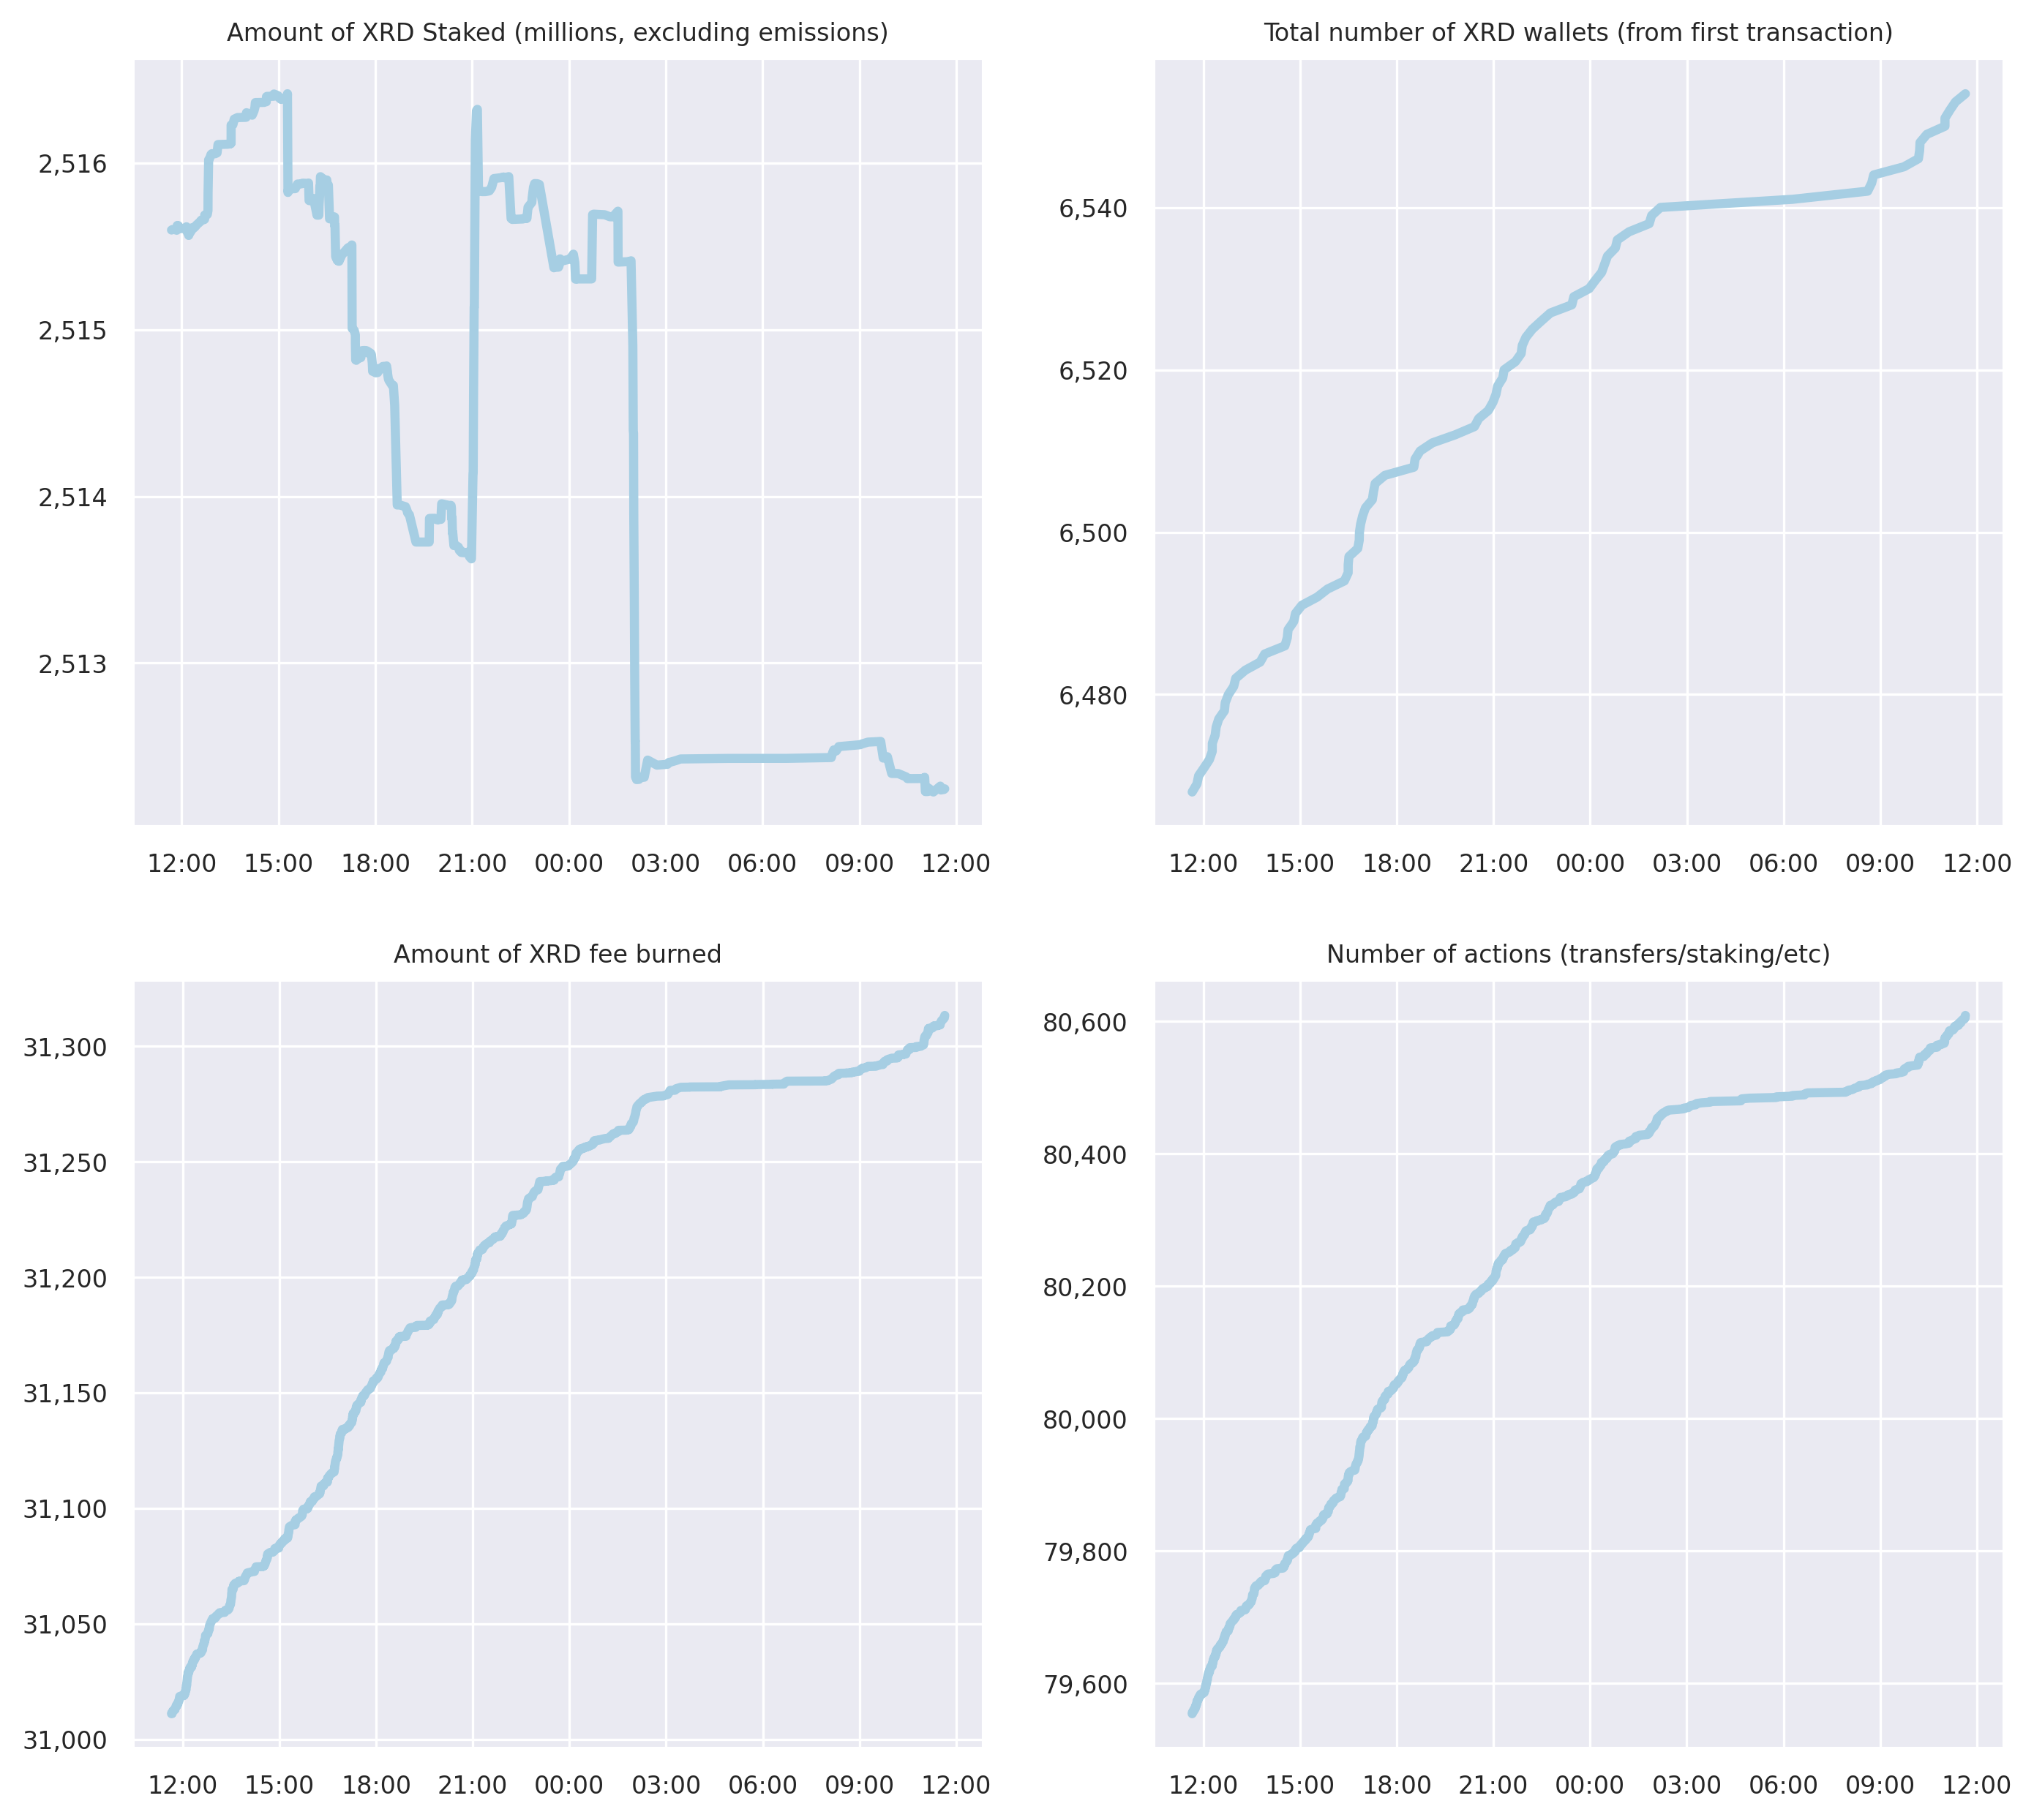 Amount of XRD Staked (millions, excluding emissions)
2,516
2,515
2,514
2,513
12:00 15:00 18:00 21:00 00:00 03:00 06:00 09:00 12:00
Total number of XRD wallets (from first transaction)
6,540
6,520
6,500
6,480
12:00 15:00 18:00 21:00 00:00 03:00 06:00 09:00 12:00
Amount of XRD fee burned
31,300
31,250
31,200
31,150
31,100
31,050
31,000
12:00 15:00 18:00 21:00 00:00 03:00 06:00 09:00 12:00
Number of actions (transfers/staking/etc)
80,600
80,400
80,200
80,000
79,800
79,600
12:00 15:00 18:00 21:00 00:00 03:00 06:00 09:00 12:00